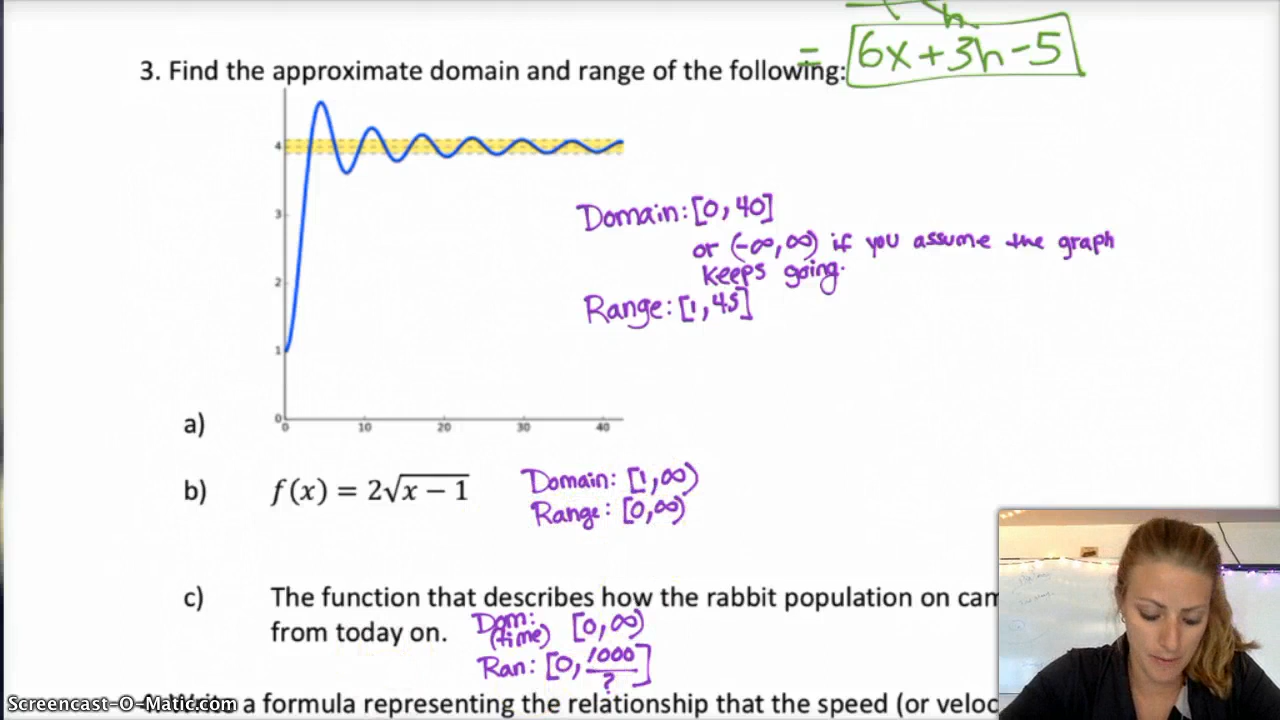 = 6x+3h-5
3. Find the approximate domain and range of the following:
4
3
2
1
0
0 10 20 30 40
Domain: [0, 40]
or (-∞, ∞) if you assume the graph
keeps going.
Range: [1, 45]
a)
b) f(x) = 2√x − 1
Domain: [1, ∞)
Range: [0, ∞)
c) The function that describes how the rabbit population on cam
from today on.
Dom: (time) [0, ∞)
Ran: [0, 1000/?]
Write a formula representing the relationship that the speed (or veloc
Screencast-O-Matic.com